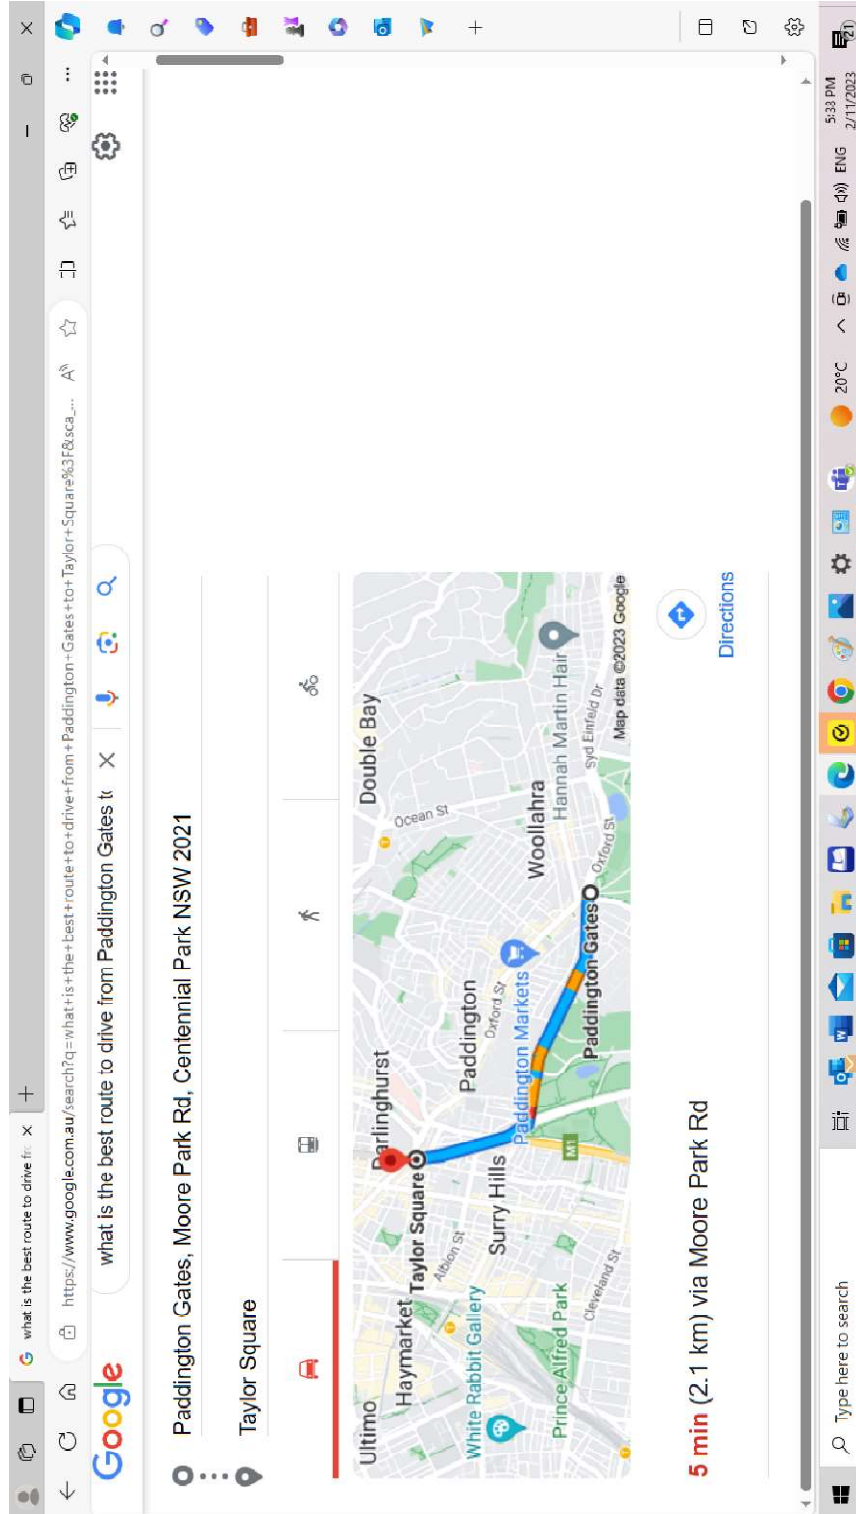 what is the best route to drive fr
https://www.google.com.au/search?q=what+is+the+best+route+to+drive+from+Paddington+Gates+to+Taylor+Square%3F&sca_...
Google
what is the best route to drive from Paddington Gates t
Paddington Gates, Moore Park Rd, Centennial Park NSW 2021
Taylor Square
Ultimo
Darlinghurst
Double Bay
Haymarket
Taylor Square
Ocean St
Albion St
Paddington
White Rabbit Gallery
Surry Hills
Oxford St
Paddington Markets
Woollahra
Prince Alfred Park
M1
Hannah Martin Hair
Cleveland St
Paddington Gates
Oxford St
Syd Einfeld Dr
Map data ©2023 Google
5 min (2.1 km) via Moore Park Rd
Directions
Type here to search
20°C
ENG
5:33 PM
2/11/2023
21